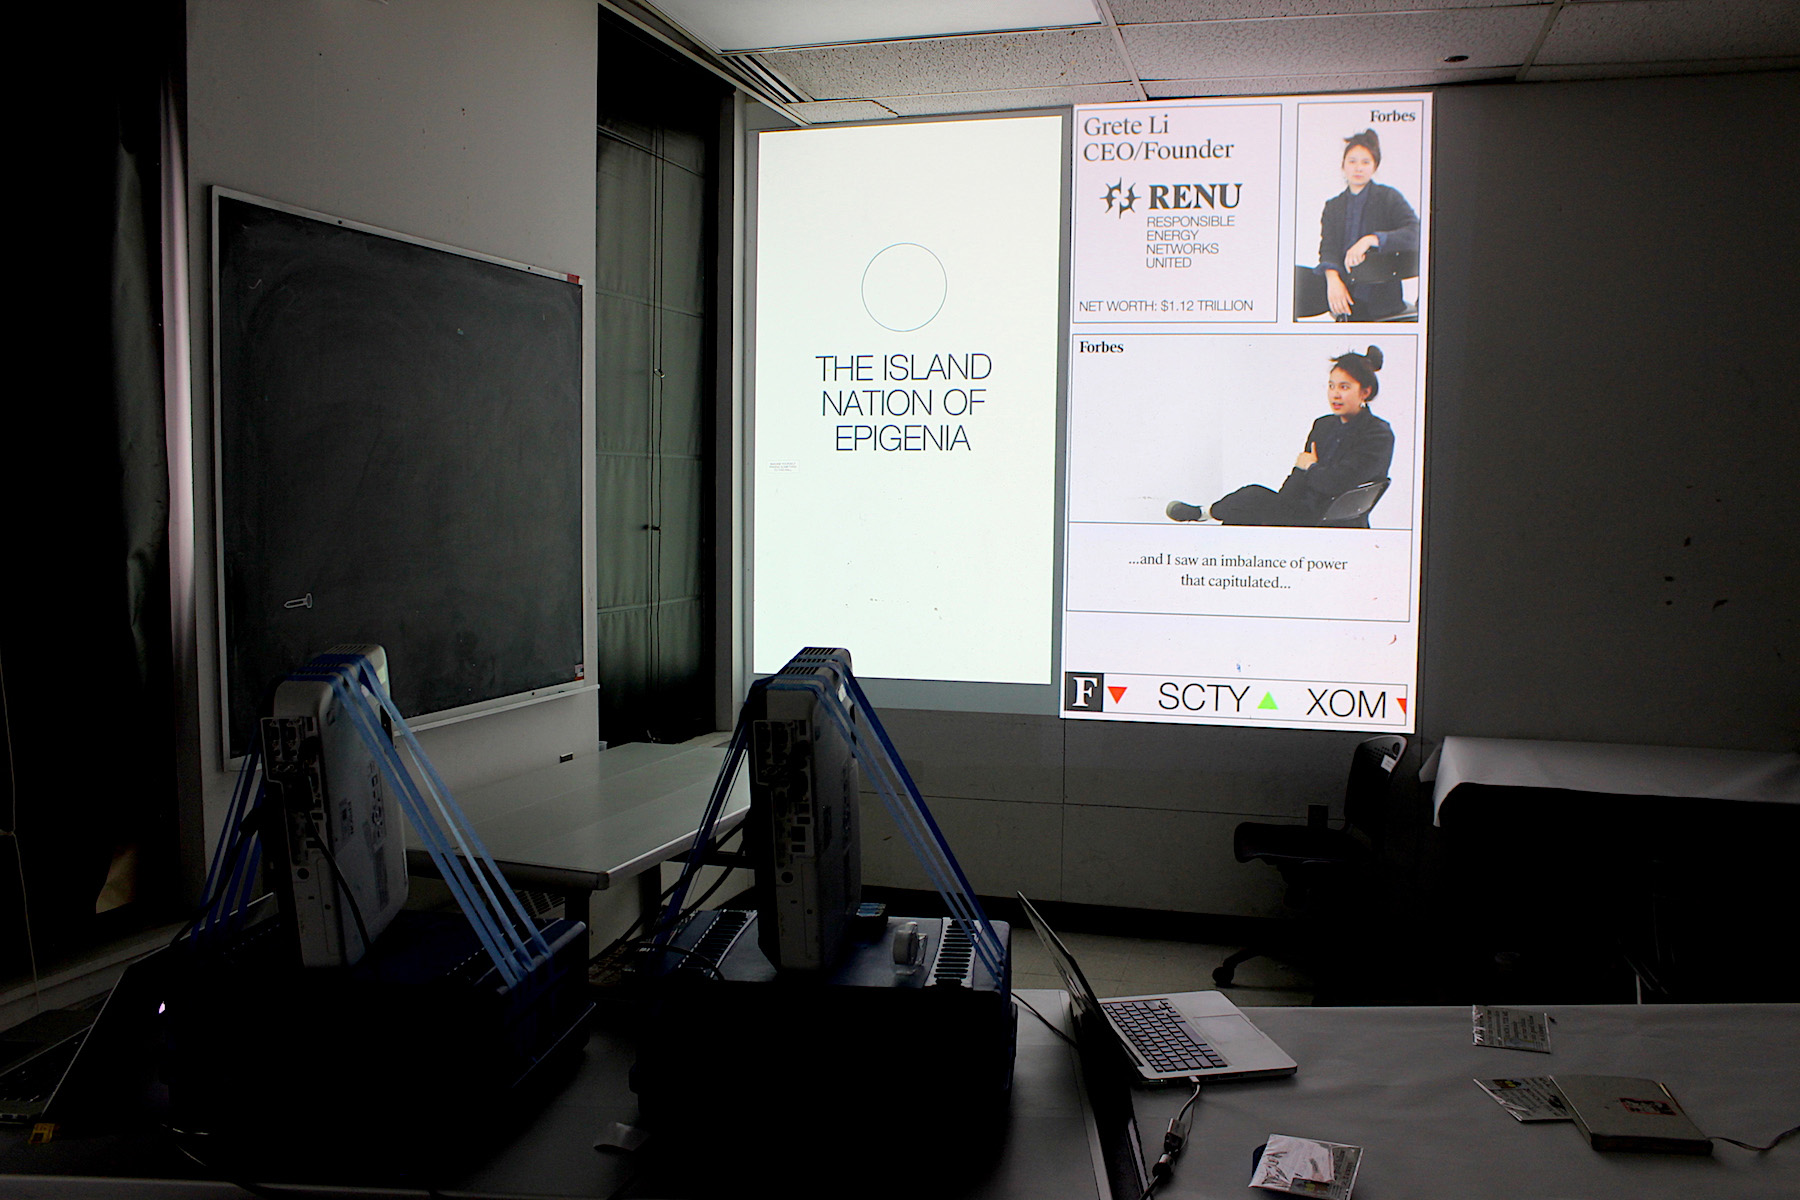 THE ISLAND
NATION OF
EPIGENIA
Grete Li
CEO/Founder
RENU
RESPONSIBLE
ENERGY
NETWORKS
UNITED
NET WORTH: $1.12 TRILLION
Forbes
Forbes
...and I saw an imbalance of power
that capitulated...
F SCTY XOM